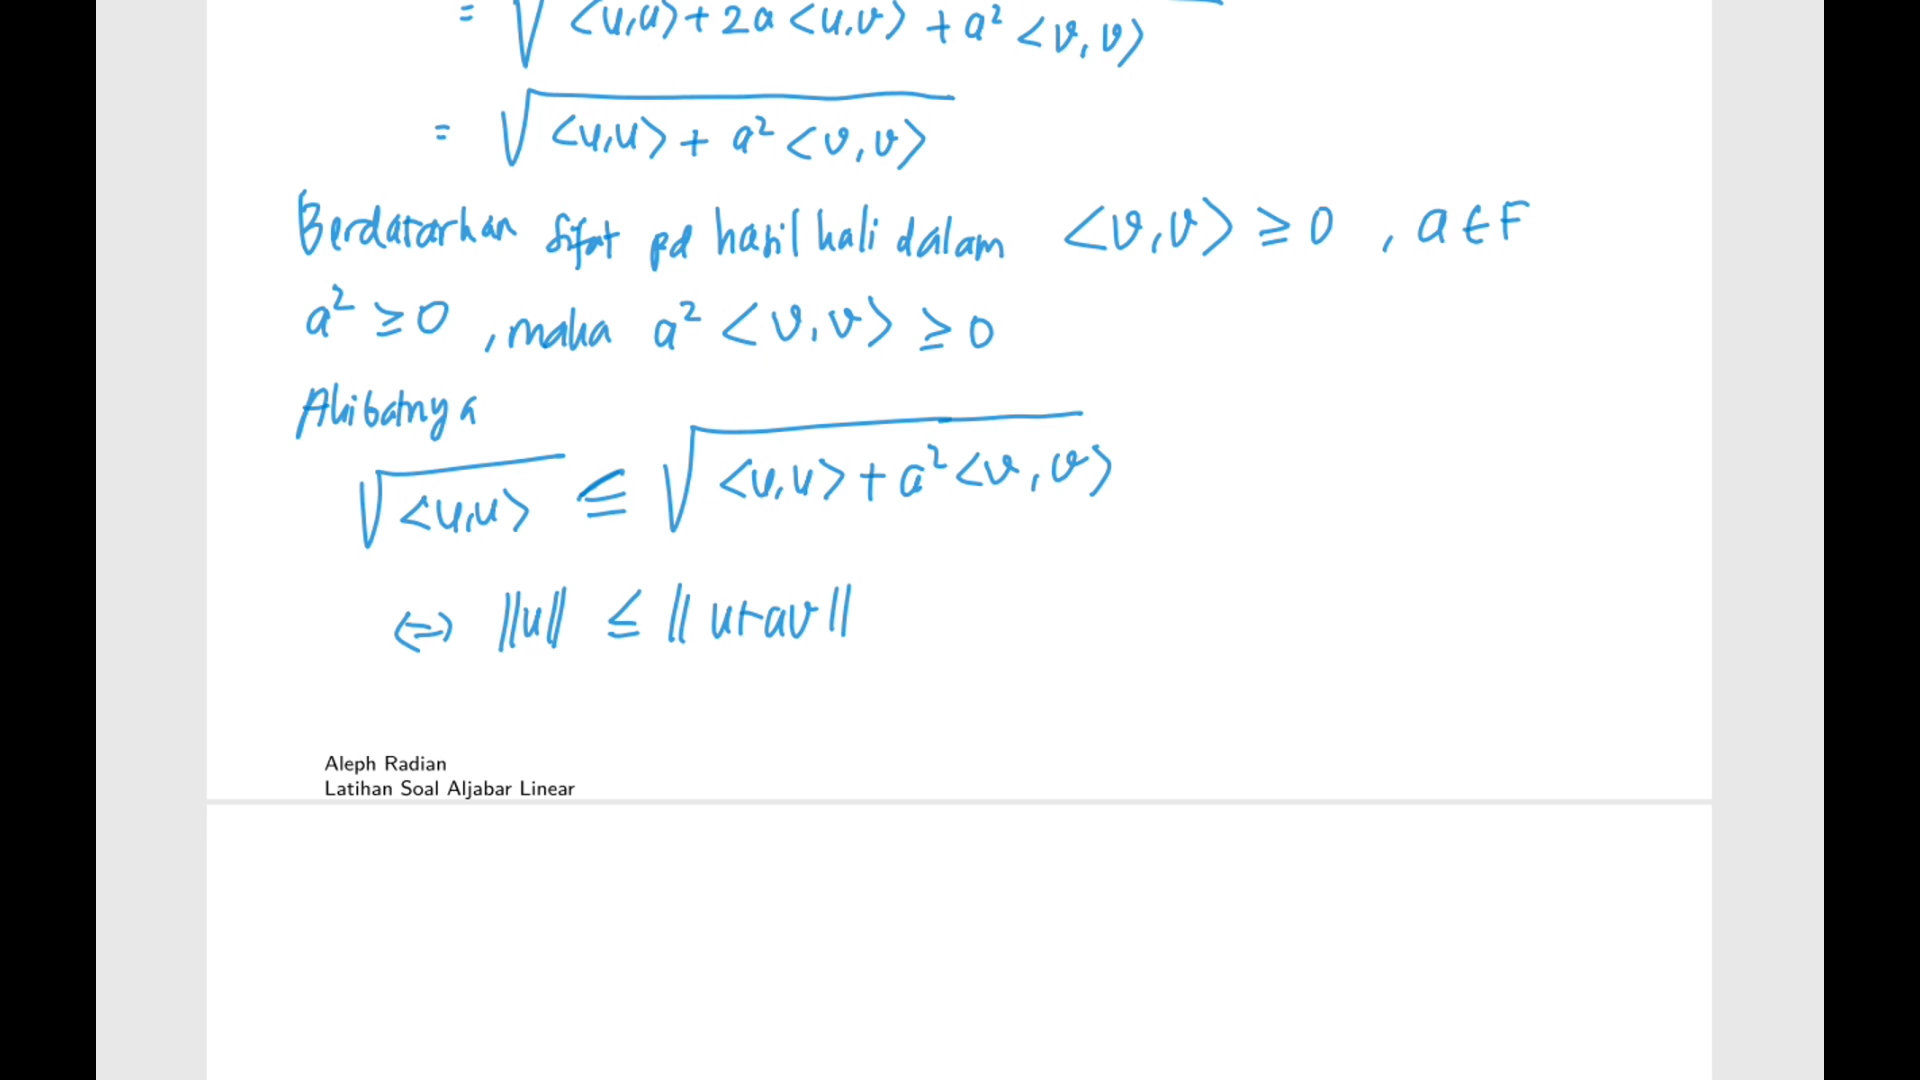 = √<u,u> + 2a <u,v> + a² <v,v>
= √<u,u> + a² <v,v>
Berdasarkan sifat pd hasil kali dalam <v,v> ≥ 0 , a ∈ F
a² ≥ 0 , maka a² <v,v> ≥ 0
Akibatnya
√<u,u> ≤ √<u,u> + a² <v,v>
⇔ ||u|| ≤ || u+av ||
Aleph Radian
Latihan Soal Aljabar Linear